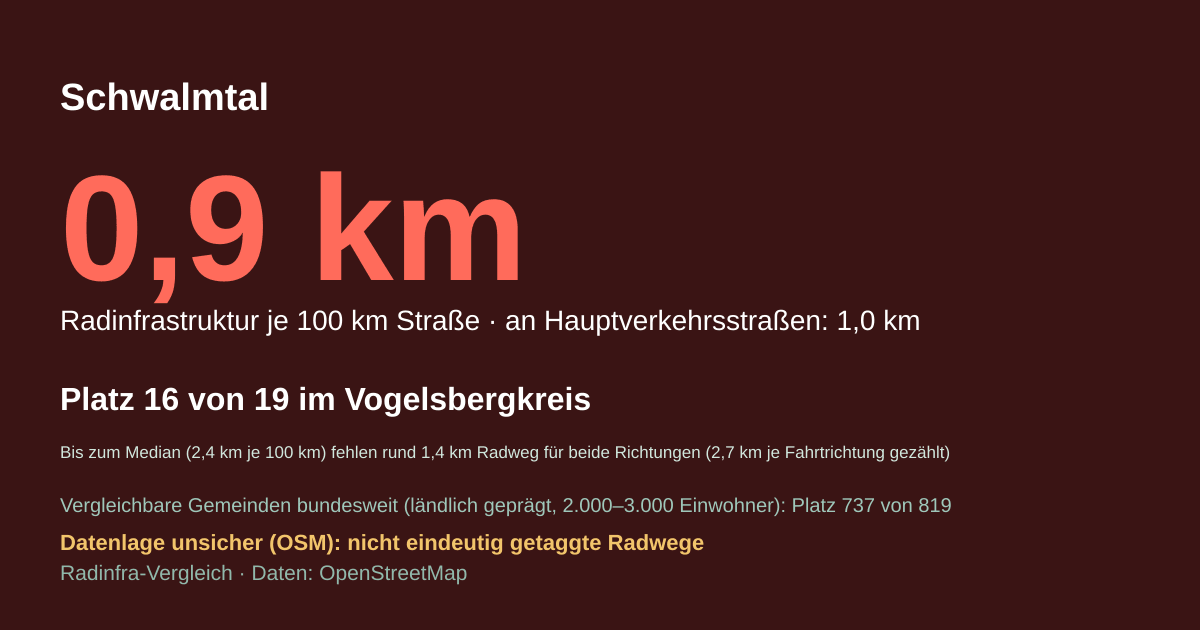 Schwalmtal
0,9 km
Radinfrastruktur je 100 km Straße · an Hauptverkehrsstraßen: 1,0 km
Platz 16 von 19 im Vogelsbergkreis
Bis zum Median (2,4 km je 100 km) fehlen rund 1,4 km Radweg für beide Richtungen (2,7 km je Fahrtrichtung gezählt)
Vergleichbare Gemeinden bundesweit (ländlich geprägt, 2.000–3.000 Einwohner): Platz 737 von 819
Datenlage unsicher (OSM): nicht eindeutig getaggte Radwege
Radinfra-Vergleich · Daten: OpenStreetMap